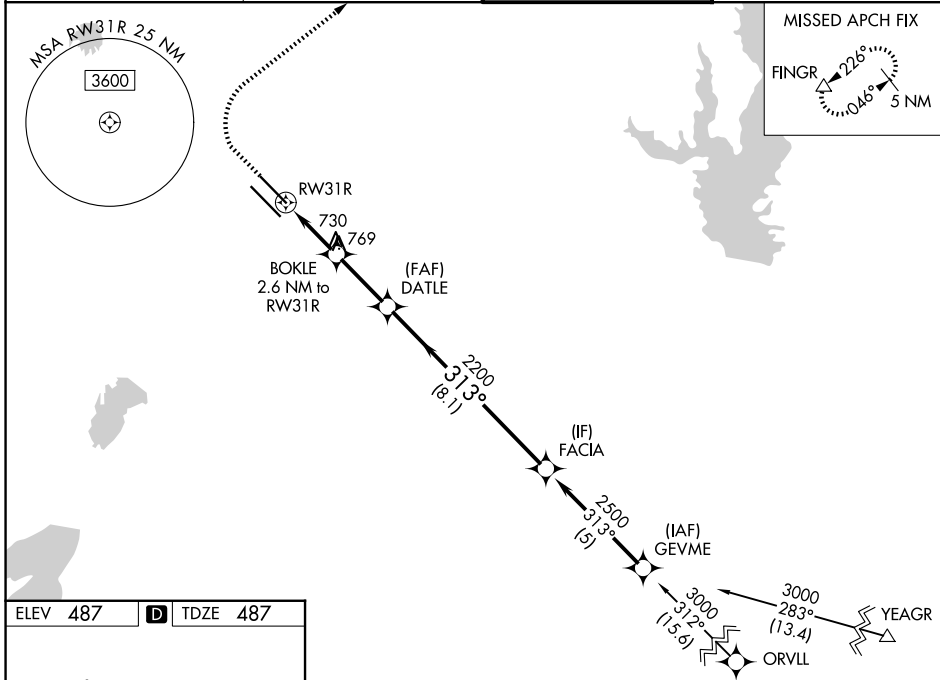 MSA RW31R 25 NM
3600
MISSED APCH FIX
FINGR
226°
046°
5 NM
RW31R
730
769
BOKLE
2.6 NM to
RW31R
(FAF)
DATLE
2200
313°
(8.1)
(IF)
FACIA
2500
313°
(5)
(IAF)
GEVME
3000
312°
(15.6)
3000
283°
(13.4)
YEAGR
ORVLL
ELEV 487 D TDZE 487